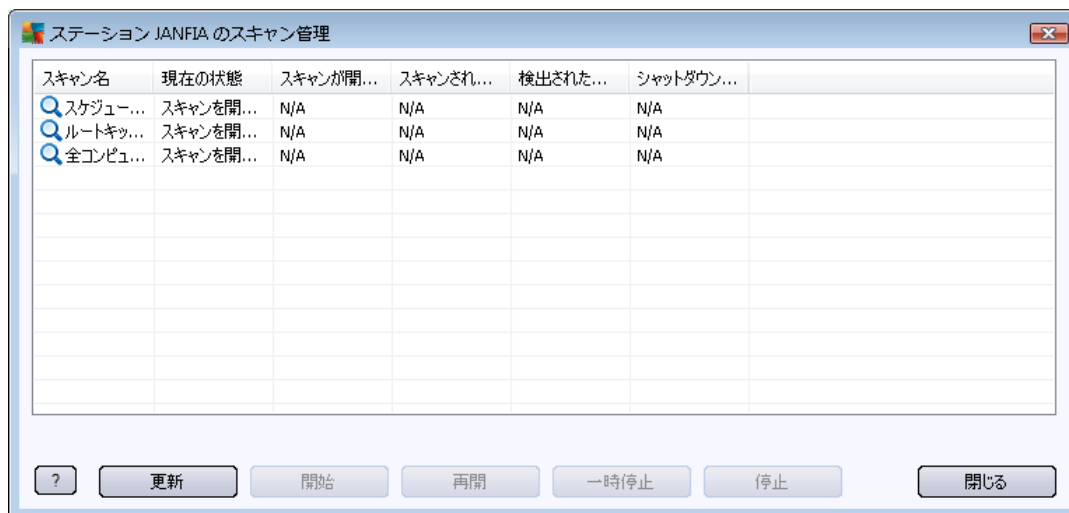 ステーション JANFIA のスキャン管理
スキャン名 現在の状態 スキャンが開... スキャンされ... 検出された... シャットダウン...
スケジュー... スキャンを開... N/A N/A N/A N/A
ルートキッ... スキャンを開... N/A N/A N/A N/A
全コンピュ... スキャンを開... N/A N/A N/A N/A
? 更新 開始 再開 一時停止 停止 閉じる